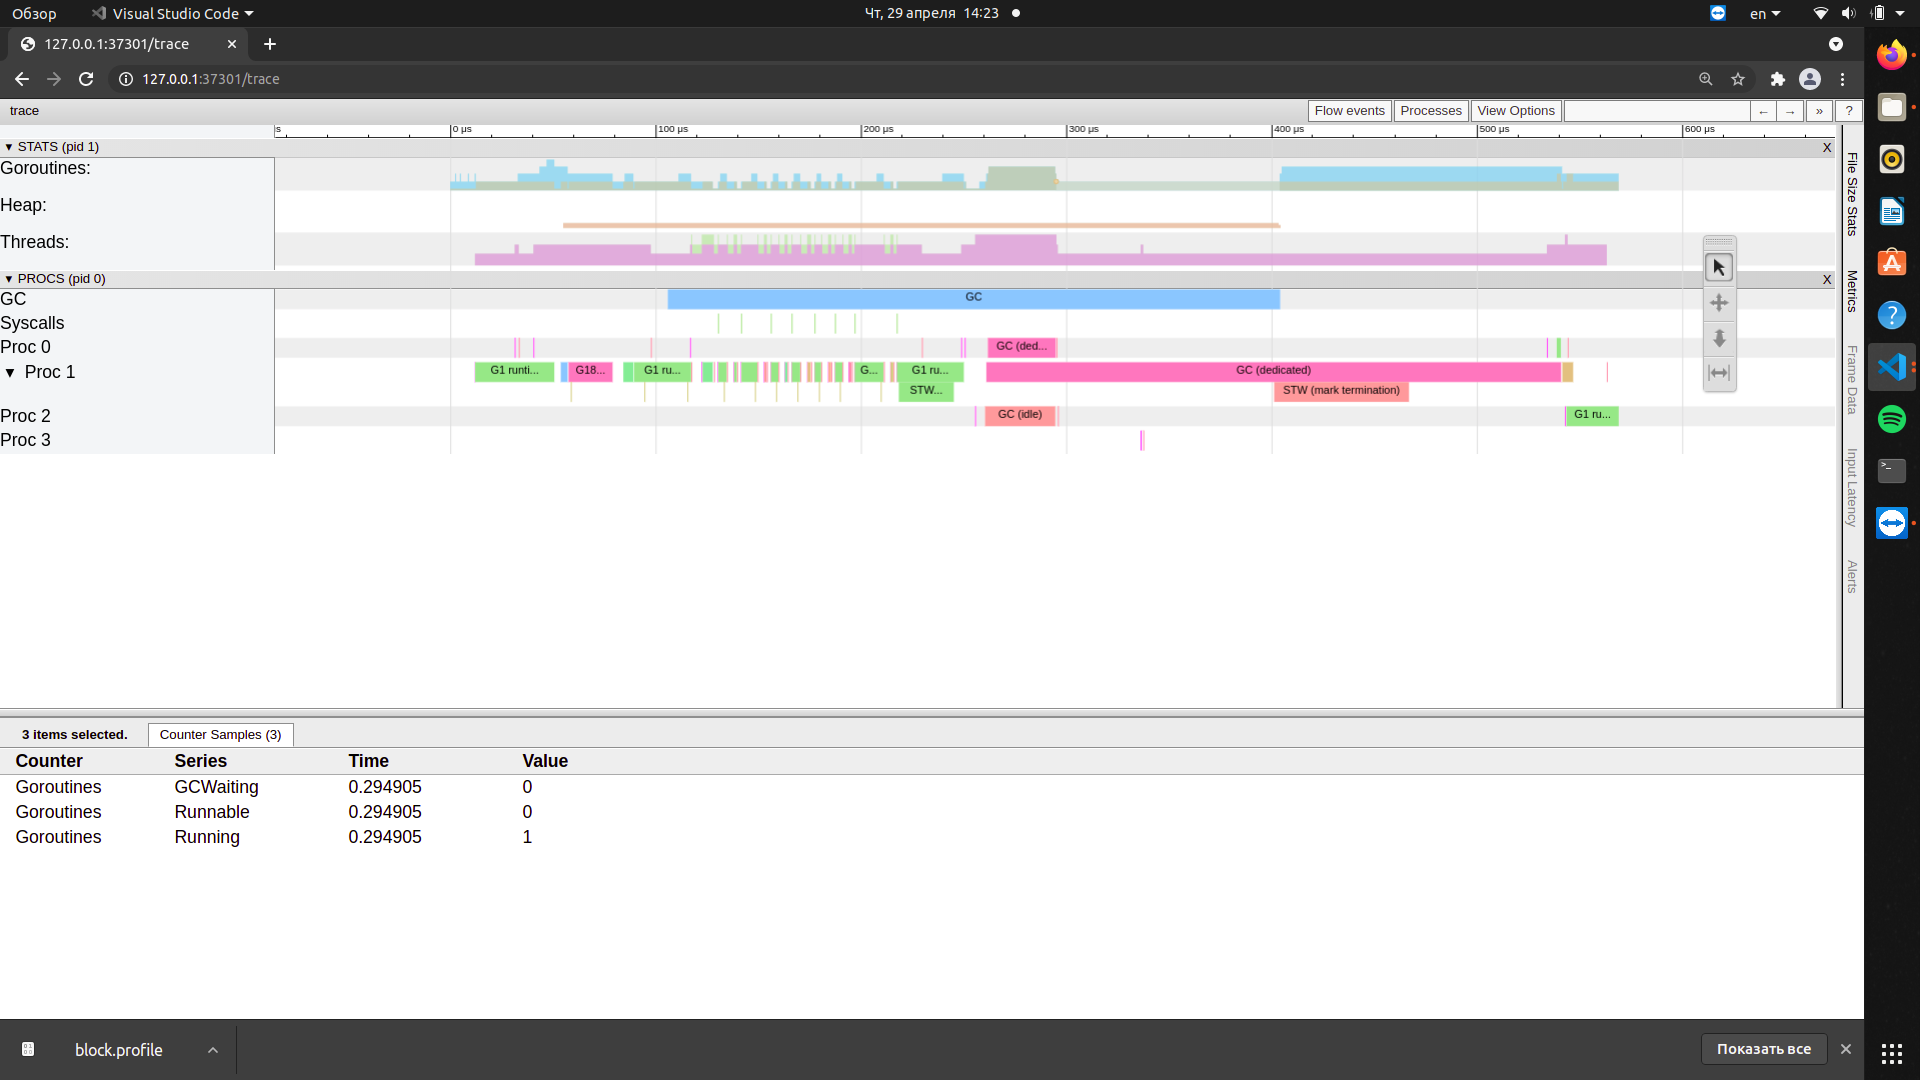 Обзор Visual Studio Code Чт, 29 апреля 14:23 en
127.0.0.1:37301/trace
127.0.0.1:37301/trace
trace Flow events Processes View Options ← → » ?
s 0 μs 100 μs 200 μs 300 μs 400 μs 500 μs 600 μs
▼ STATS (pid 1) X
Goroutines:
Heap:
Threads:
▼ PROCS (pid 0) X
GC GC
Syscalls
Proc 0 GC (ded...
▼ Proc 1 G1 runti... G18... G1 ru... G... G1 ru... GC (dedicated)
STW... STW (mark termination)
Proc 2 GC (idle) G1 ru...
Proc 3
File Size Stats
Metrics
Frame Data
Input Latency
Alerts
3 items selected. Counter Samples (3)
Counter Series Time Value
Goroutines GCWaiting 0.294905 0
Goroutines Runnable 0.294905 0
Goroutines Running 0.294905 1
block.profile Показать все